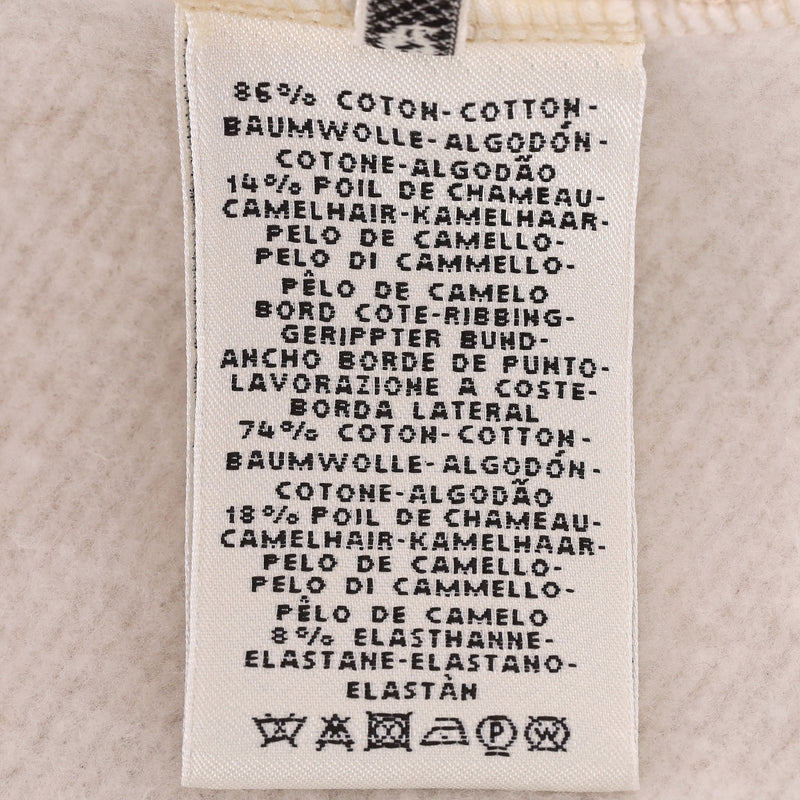 86% COTON-COTTON-
BAUMWOLLE-ALGODÓN-
COTONE-ALGODÃO
14% POIL DE CHAMEAU-
CAMELHAIR-KAMELHAAR-
PELO DE CAMELLO-
PELO DI CAMMELLO-
PÊLO DE CAMELO
BORD COTE-RIBBING-
GERIPPTER BUND-
ANCHO BORDE DE PUNTO-
LAVORAZIONE A COSTE-
BORDA LATERAL
74% COTON-COTTON-
BAUMWOLLE-ALGODÓN-
COTONE-ALGODÃO
18% POIL DE CHAMEAU-
CAMELHAIR-KAMELHAAR-
PELO DE CAMELLO-
PELO DI CAMMELLO-
PÊLO DE CAMELO
8% ELASTHANNE-
ELASTANE-ELASTANO-
ELASTÀN
P W